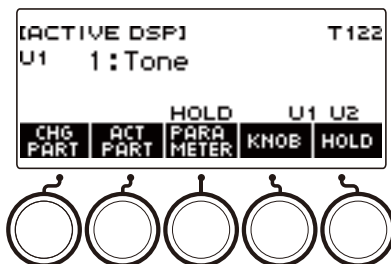 [ACTIVE DSP] T122
U1 1:Tone
HOLD U1 U2
CHG PART ACT PART PARA METER KNOB HOLD